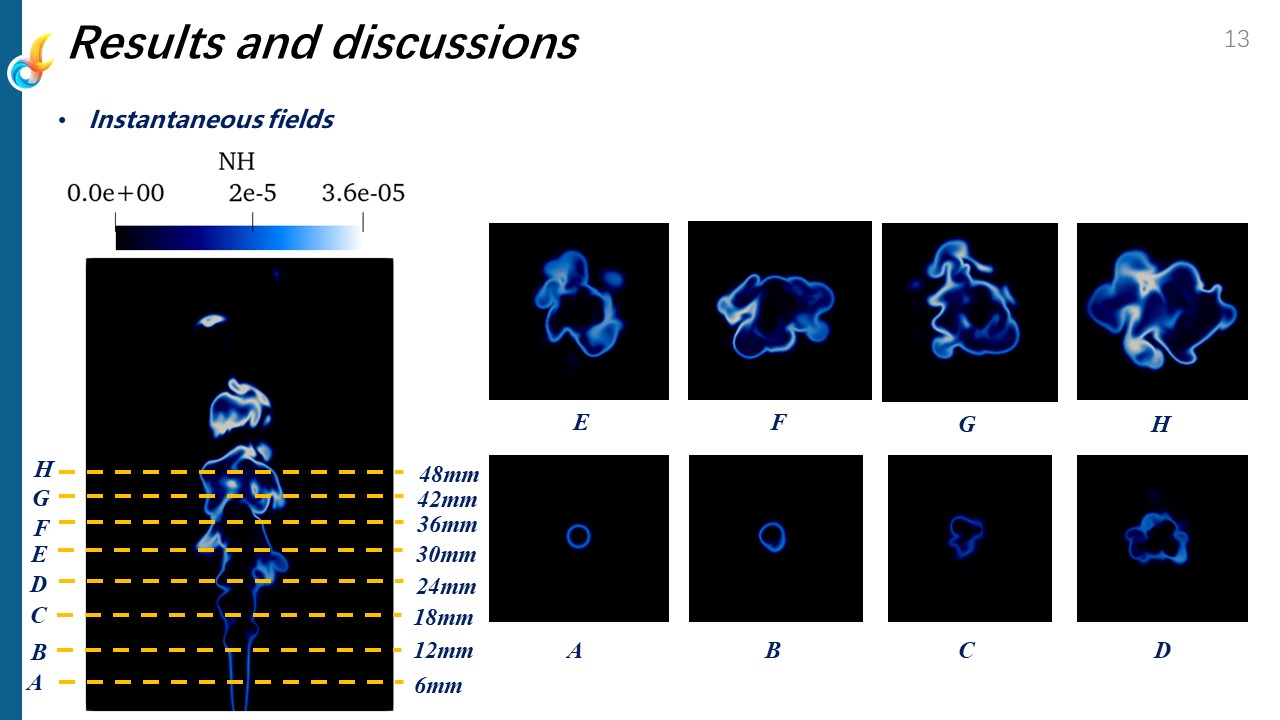 Results and discussions
13
• Instantaneous fields
NH
0.0e+00 2e-5 3.6e-05
E F G H
H 48mm
G 42mm
F 36mm
E 30mm
D 24mm
C 18mm
B 12mm
A 6mm
A B C D